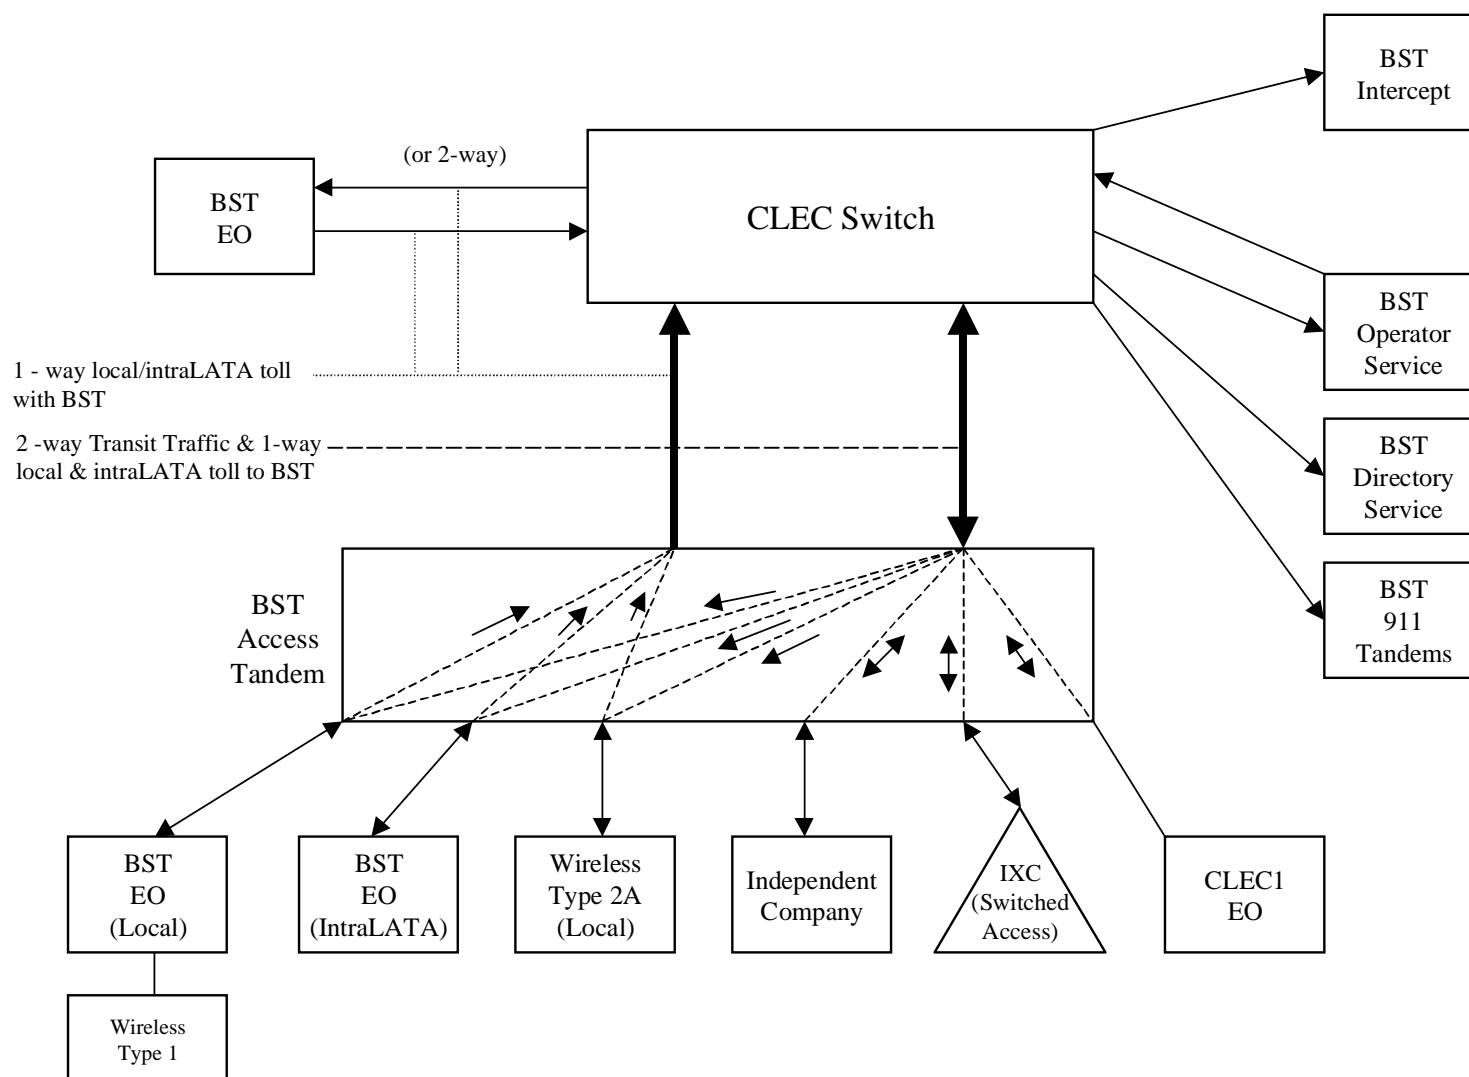 BST
Intercept
(or 2-way)
BST
EO
CLEC Switch
BST
Operator
Service
1 - way local/intraLATA toll
with BST
2 -way Transit Traffic & 1-way
local & intraLATA toll to BST
BST
Directory
Service
BST
Access
Tandem
BST
911
Tandems
BST
EO
(Local)
BST
EO
(IntraLATA)
Wireless
Type 2A
(Local)
Independent
Company
IXC
(Switched
Access)
CLEC1
EO
Wireless
Type 1